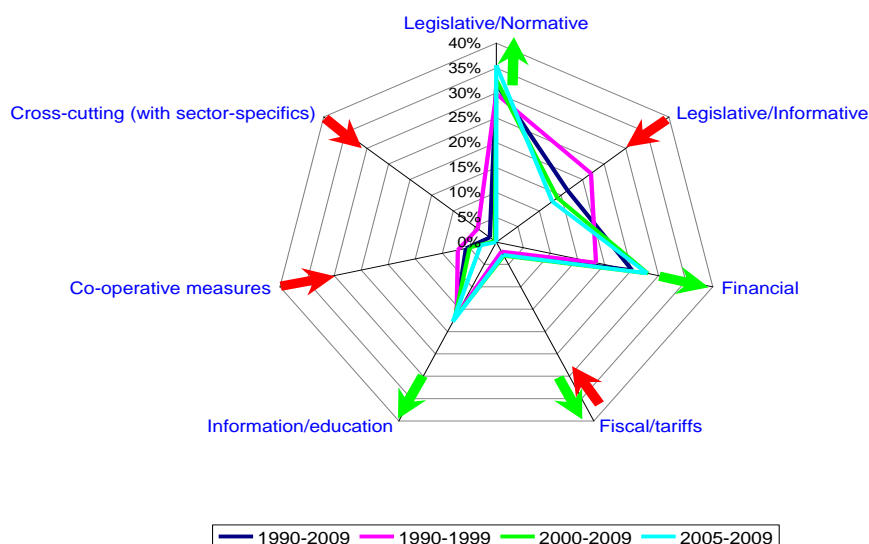 Legislative/Normative
40%
35%
30%
25%
20%
15%
10%
5%
0%
Cross-cutting (with sector-specifics)
Legislative/Informative
Co-operative measures
Financial
Information/education
Fiscal/tariffs
1990-2009 1990-1999 2000-2009 2005-2009